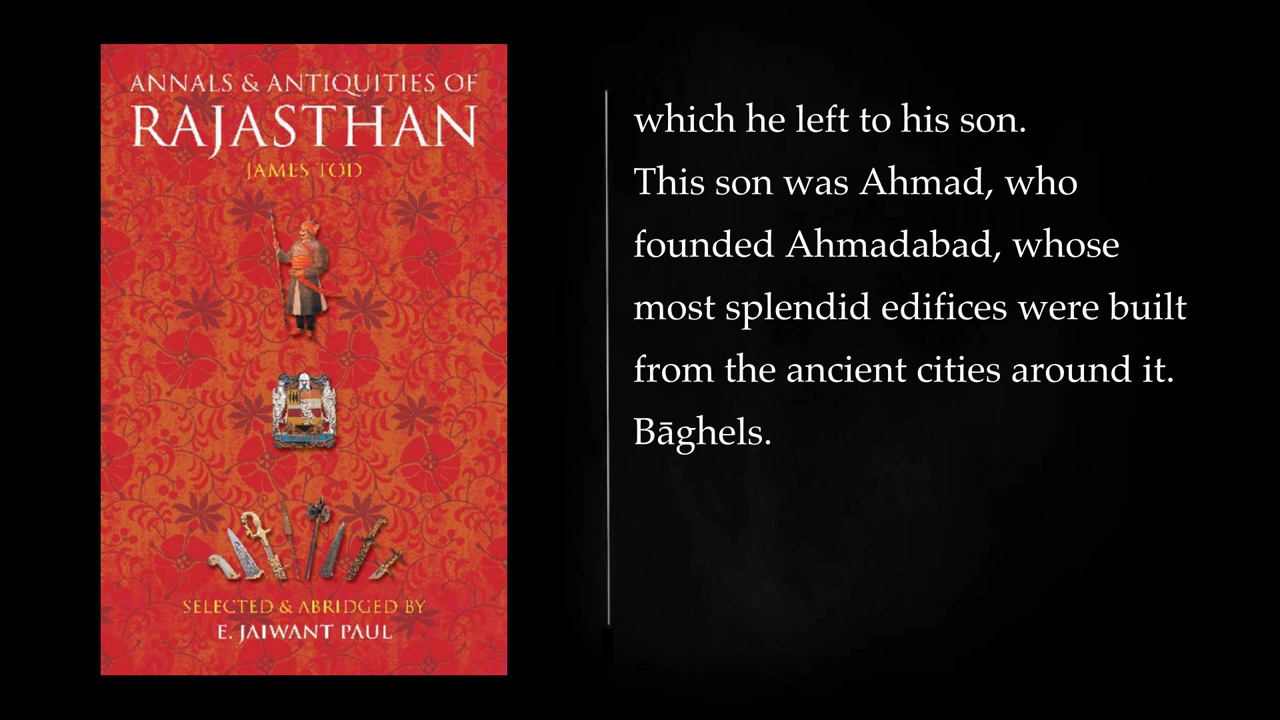 ANNALS & ANTIQUITIES OF
RAJASTHAN
JAMES TOD
SELECTED & ABRIDGED BY
E. JAIWANT PAUL
which he left to his son.
This son was Ahmad, who
founded Ahmadabad, whose
most splendid edifices were built
from the ancient cities around it.
Bāghels.